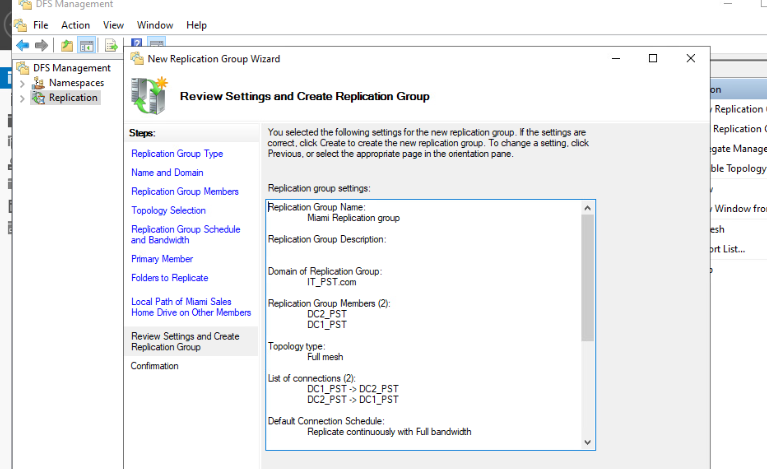 DFS Management
File Action View Window Help
DFS Management
Namespaces
Replication
New Replication Group Wizard
Review Settings and Create Replication Group
Steps:
Replication Group Type
Name and Domain
Replication Group Members
Topology Selection
Replication Group Schedule
and Bandwidth
Primary Member
Folders to Replicate
Local Path of Miami Sales
Home Drive on Other Members
Review Settings and Create
Replication Group
Confirmation
You selected the following settings for the new replication group. If the settings are
correct, click Create to create the new replication group. To change a setting, click
Previous, or select the appropriate page in the orientation pane.
Replication group settings:
Replication Group Name:
Miami Replication group
Replication Group Description:
Domain of Replication Group:
IT_PST.com
Replication Group Members (2):
DC2_PST
DC1_PST
Topology type:
Full mesh
List of connections (2):
DC1_PST -> DC2_PST
DC2_PST -> DC1_PST
Default Connection Schedule:
Replicate continuously with Full bandwidth
on
Replication
Replication
egate Manage
ble Topology
Window fro
esh
ort List...